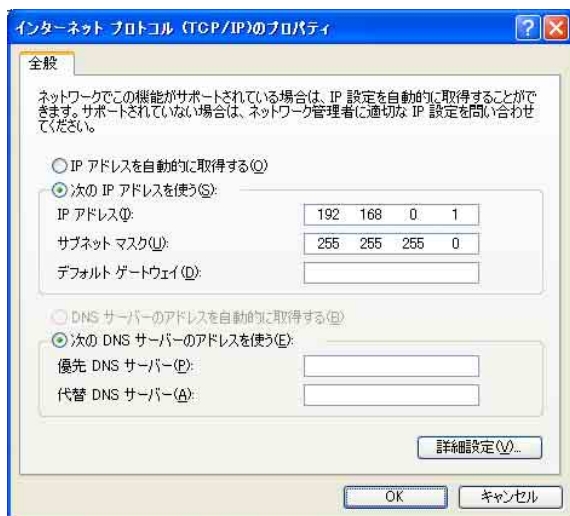 インターネット プロトコル (TCP/IP)のプロパティ
全般
ネットワークでこの機能がサポートされている場合は、IP 設定を自動的に取得することがで
きます。サポートされていない場合は、ネットワーク管理者に適切な IP 設定を問い合わせ
てください。
IP アドレスを自動的に取得する(O)
次の IP アドレスを使う(S):
IP アドレス(I): 192 168 0 1
サブネット マスク(U): 255 255 255 0
デフォルト ゲートウェイ(D):
DNS サーバーのアドレスを自動的に取得する(B)
次の DNS サーバーのアドレスを使う(E):
優先 DNS サーバー(P):
代替 DNS サーバー(A):
詳細設定(V)...
OK キャンセル